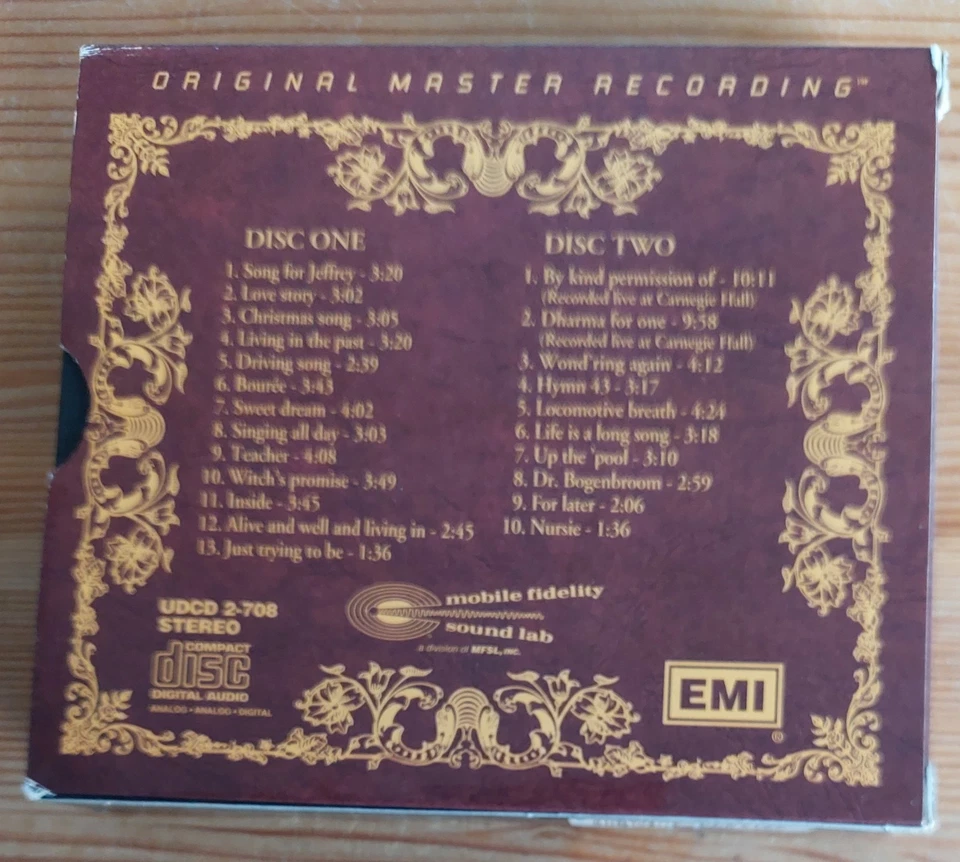 ORIGINAL MASTER RECORDING™
DISC ONE
1. Song for Jeffrey - 3:20
2. Love story - 3:02
3. Christmas song - 3:05
4. Living in the past - 3:20
5. Driving song - 2:39
6. Bourée - 3:43
7. Sweet dream - 4:02
8. Singing all day - 3:03
9. Teacher - 4:08
10. Witch's promise - 3:49
11. Inside - 3:45
12. Alive and well and living in - 2:45
13. Just trying to be - 1:36
DISC TWO
1. By kind permission of - 10:11
(Recorded live at Carnegie Hall)
2. Dharma for one - 9:58
(Recorded live at Carnegie Hall)
3. Wond'ring again - 4:12
4. Hymn 43 - 3:17
5. Locomotive breath - 4:24
6. Life is a long song - 3:18
7. Up the 'pool - 3:10
8. Dr. Bogenbroom - 2:59
9. For later - 2:06
10. Nursie - 1:36
UDCD 2-708
STEREO
COMPACT
disc
DIGITAL AUDIO
ANALOG • ANALOG • DIGITAL
mobile fidelity
sound lab
a division of MFSL, INC.
EMI
®